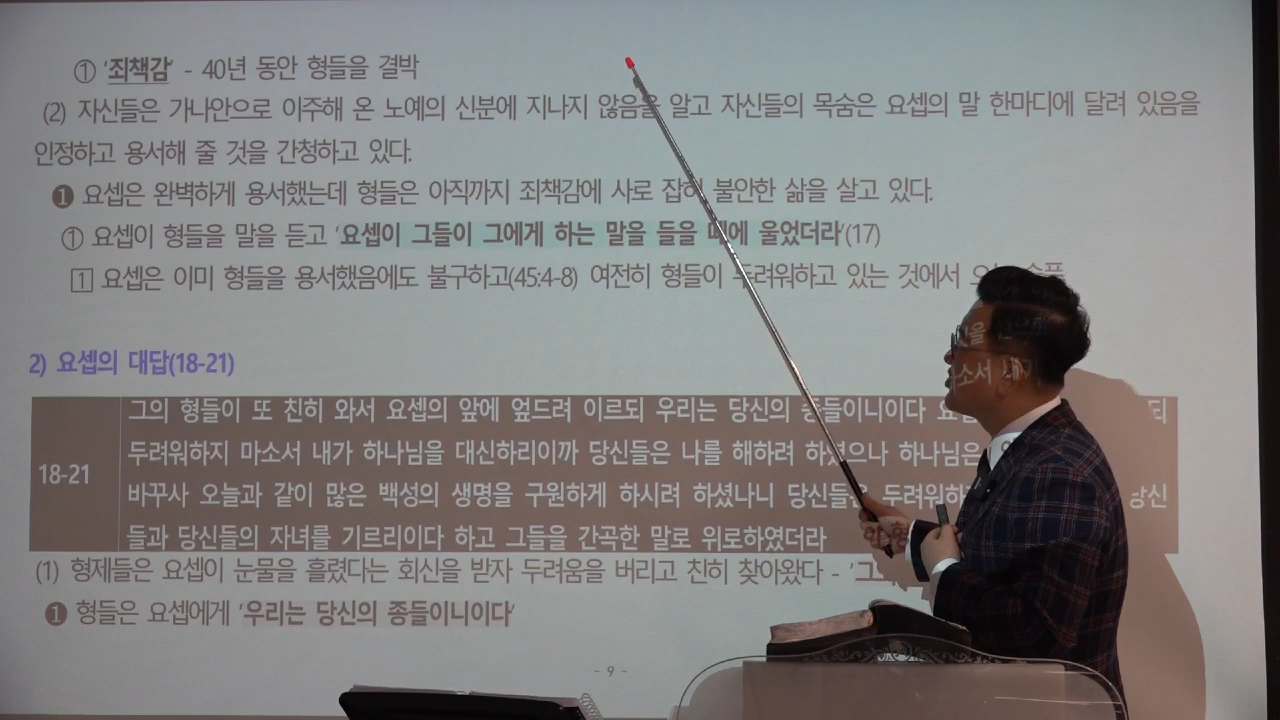 ① '죄책감' - 40년 동안 형들을 결박
(2) 자신들은 가나안으로 이주해 온 노예의 신분에 지나지 않음을 알고 자신들의 목숨은 요셉의 말 한마디에 달려 있음을
인정하고 용서해 줄 것을 간청하고 있다.
❶ 요셉은 완벽하게 용서했는데 형들은 아직까지 죄책감에 사로 잡혀 불안한 삶을 살고 있다.
① 요셉이 형들을 말을 듣고 '요셉이 그들이 그에게 하는 말을 들을 때에 울었더라'(17)
1 요셉은 이미 형들을 용서했음에도 불구하고(45:4-8) 여전히 형들이 두려워하고 있는 것에서
2) 요셉의 대답(18-21)
그의 형들이 또 친히 와서 요셉의 앞에 엎드려 이르되 우리는 당신의 종들이니이다 되
18-21
두려워하지 마소서 내가 하나님을 대신하리이까 당신들은 나를 해하려 하였으나 하나님은
바꾸사 오늘과 같이 많은 백성의 생명을 구원하게 하시려 하셨나니 당신들은 두려워하 당신
들과 당신들의 자녀를 기르리이다 하고 그들을 간곡한 말로 위로하였더라
(1) 형제들은 요셉이 눈물을 흘렸다는 회신을 받자 두려움을 버리고 친히 찾아왔다 -
❶ 형들은 요셉에게 '우리는 당신의 종들이니이다'
- 9 -